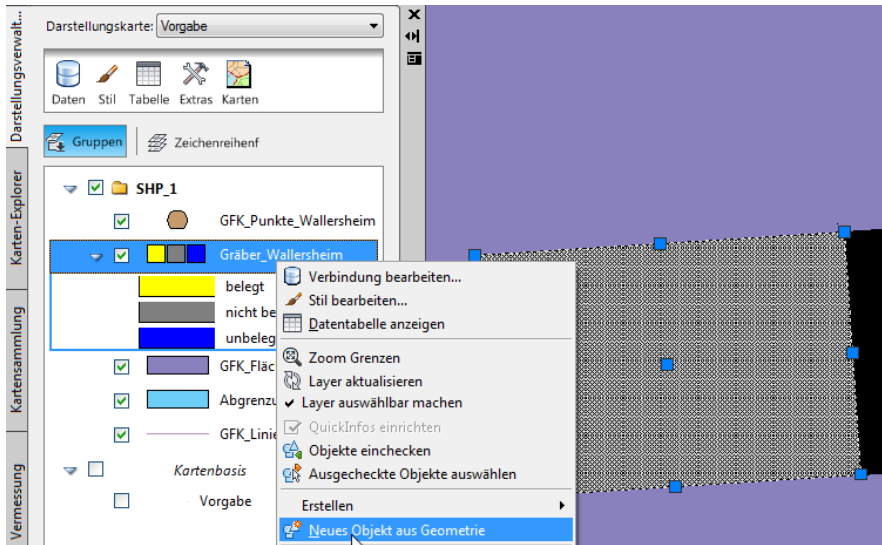 Darstellungskarte: Vorgabe
Daten Stil Tabelle Extras Karten
Gruppen Zeichenreihenf
SHP_1
GFK_Punkte_Wallersheim
Gräber_Wallersheim
belegt
nicht be
unbeleg
GFK_Fläc
Abgrenzu
GFK_Linie
Kartenbasis
Vorgabe
Verbindung bearbeiten...
Stil bearbeiten...
Datentabelle anzeigen
Zoom Grenzen
Layer aktualisieren
Layer auswählbar machen
QuickInfos einrichten
Objekte einchecken
Ausgecheckte Objekte auswählen
Erstellen
Neues Objekt aus Geometrie
Darstellungsverwalt...
Karten-Explorer
Kartensammlung
Vermessung